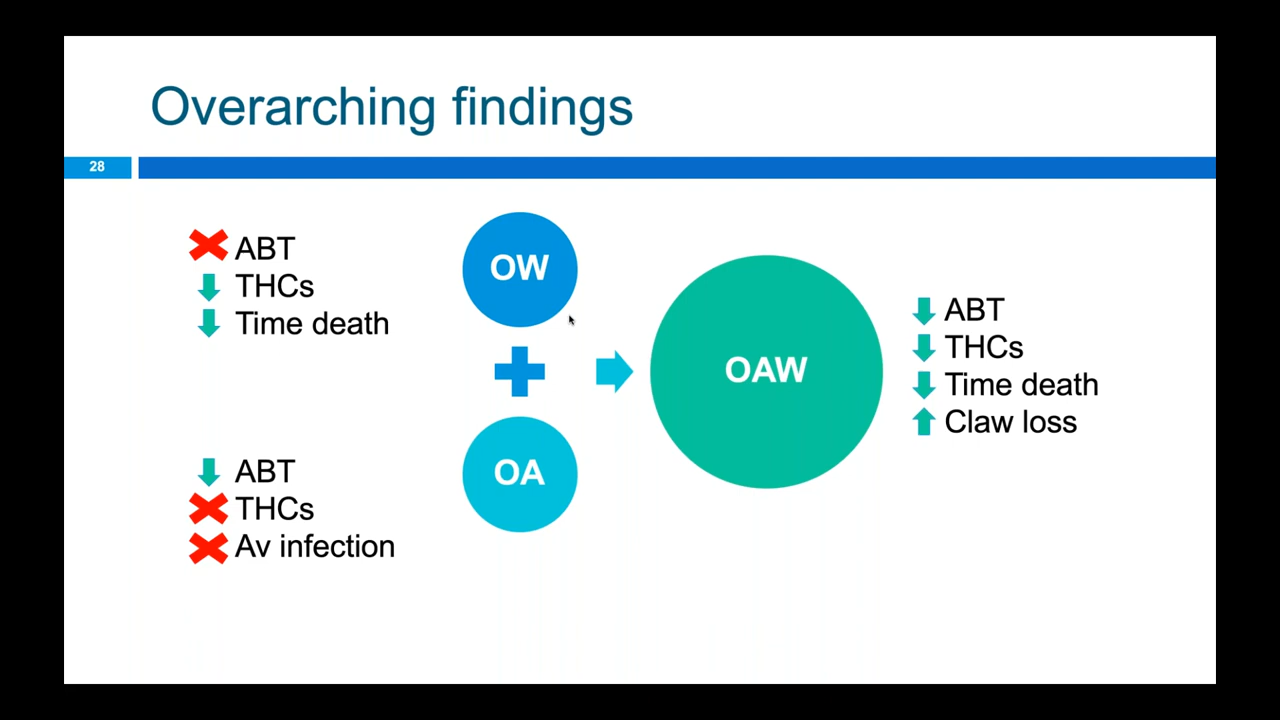 Overarching findings
28
ABT
THCs
Time death
OW
OAW
ABT
THCs
Time death
Claw loss
OA
ABT
THCs
Av infection